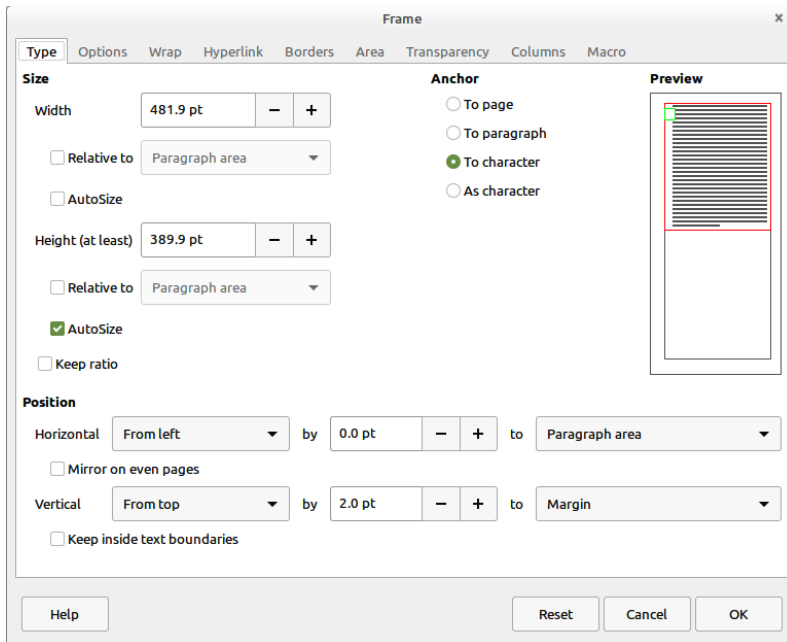 Frame
Type Options Wrap Hyperlink Borders Area Transparency Columns Macro
Size Anchor Preview
Width 481.9 pt − + To page
To paragraph
Relative to Paragraph area To character
AutoSize As character
Height (at least) 389.9 pt − +
Relative to Paragraph area
AutoSize
Keep ratio
Position
Horizontal From left by 0.0 pt − + to Paragraph area
Mirror on even pages
Vertical From top by 2.0 pt − + to Margin
Keep inside text boundaries
Help Reset Cancel OK